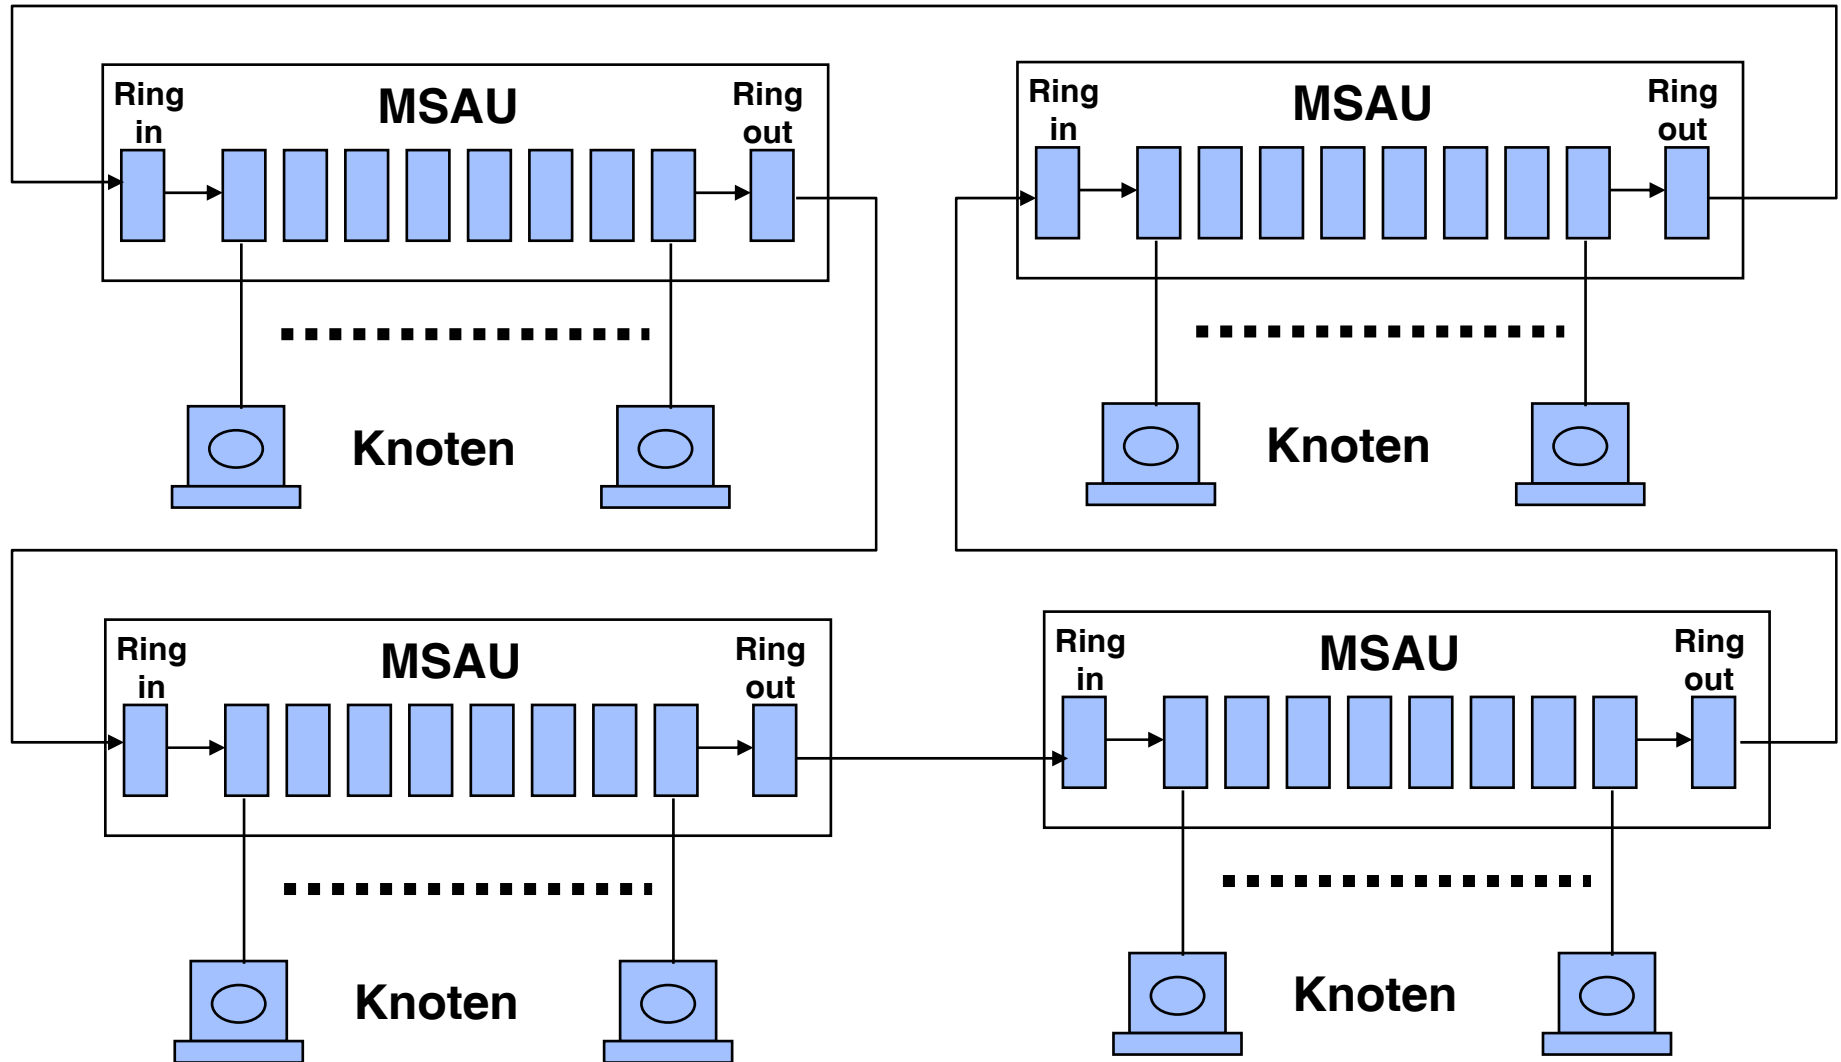 Ring
in
MSAU
Ring
out
Knoten
Ring
in
MSAU
Ring
out
Knoten
Ring
in
MSAU
Ring
out
Knoten
Ring
in
MSAU
Ring
out
Knoten